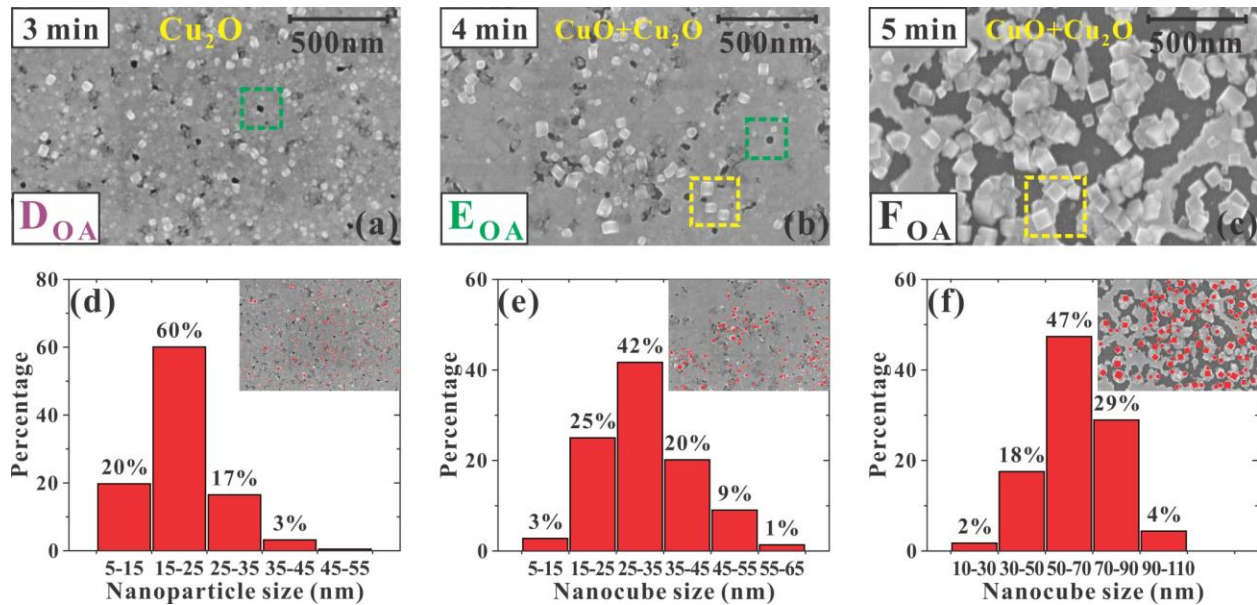 3 min
Cu₂O
500nm
D_OA
(a)
4 min
CuO+Cu₂O
500nm
E_OA
(b)
5 min
CuO+Cu₂O
500nm
F_OA
(c)
(d)
Percentage
80
60
40
20
0
20%
60%
17%
3%
5-15 15-25 25-35 35-45 45-55
Nanoparticle size (nm)
(e)
Percentage
60
40
20
0
3%
25%
42%
20%
9%
1%
5-15 15-25 25-35 35-45 45-55 55-65
Nanocube size (nm)
(f)
Percentage
60
40
20
0
2%
18%
47%
29%
4%
10-30 30-50 50-70 70-90 90-110
Nanocube size (nm)